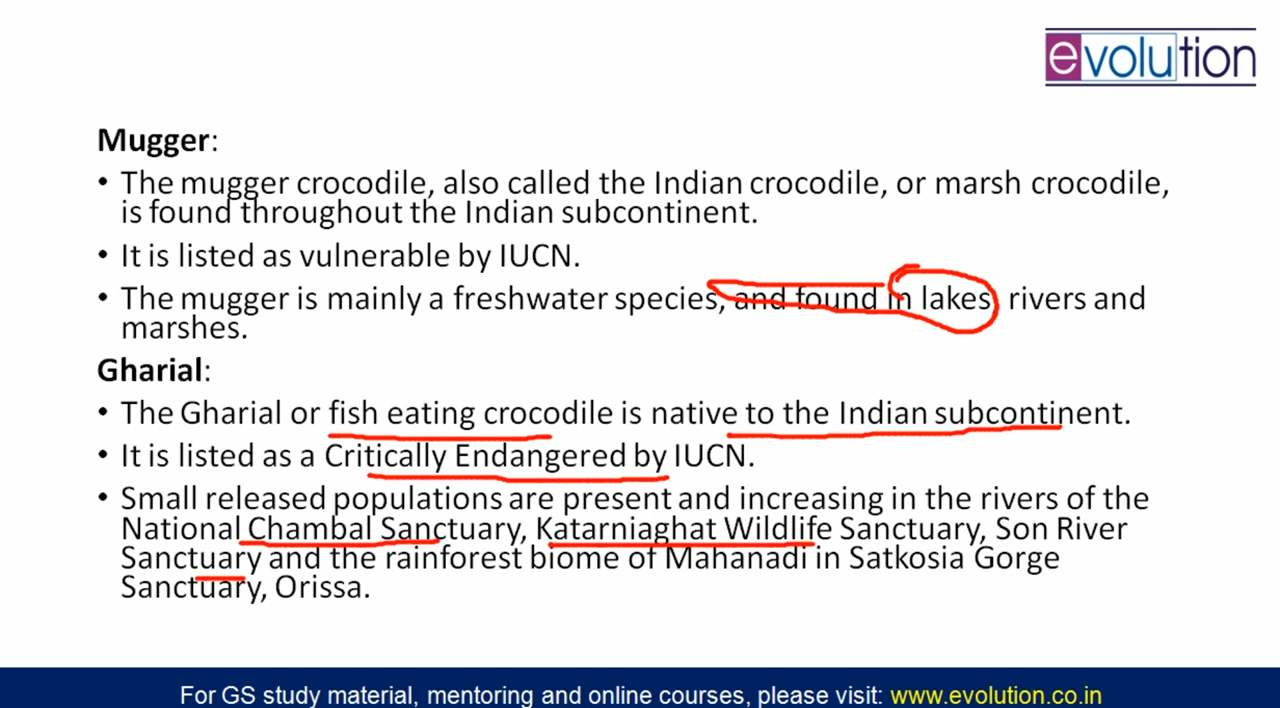 evolution
Mugger:
• The mugger crocodile, also called the Indian crocodile, or marsh crocodile,
is found throughout the Indian subcontinent.
• It is listed as vulnerable by IUCN.
• The mugger is mainly a freshwater species, and found in lakes, rivers and
marshes.
Gharial:
• The Gharial or fish eating crocodile is native to the Indian subcontinent.
• It is listed as a Critically Endangered by IUCN.
• Small released populations are present and increasing in the rivers of the
National Chambal Sanctuary, Katarniaghat Wildlife Sanctuary, Son River
Sanctuary and the rainforest biome of Mahanadi in Satkosia Gorge
Sanctuary, Orissa.
For GS study material, mentoring and online courses, please visit: www.evolution.co.in